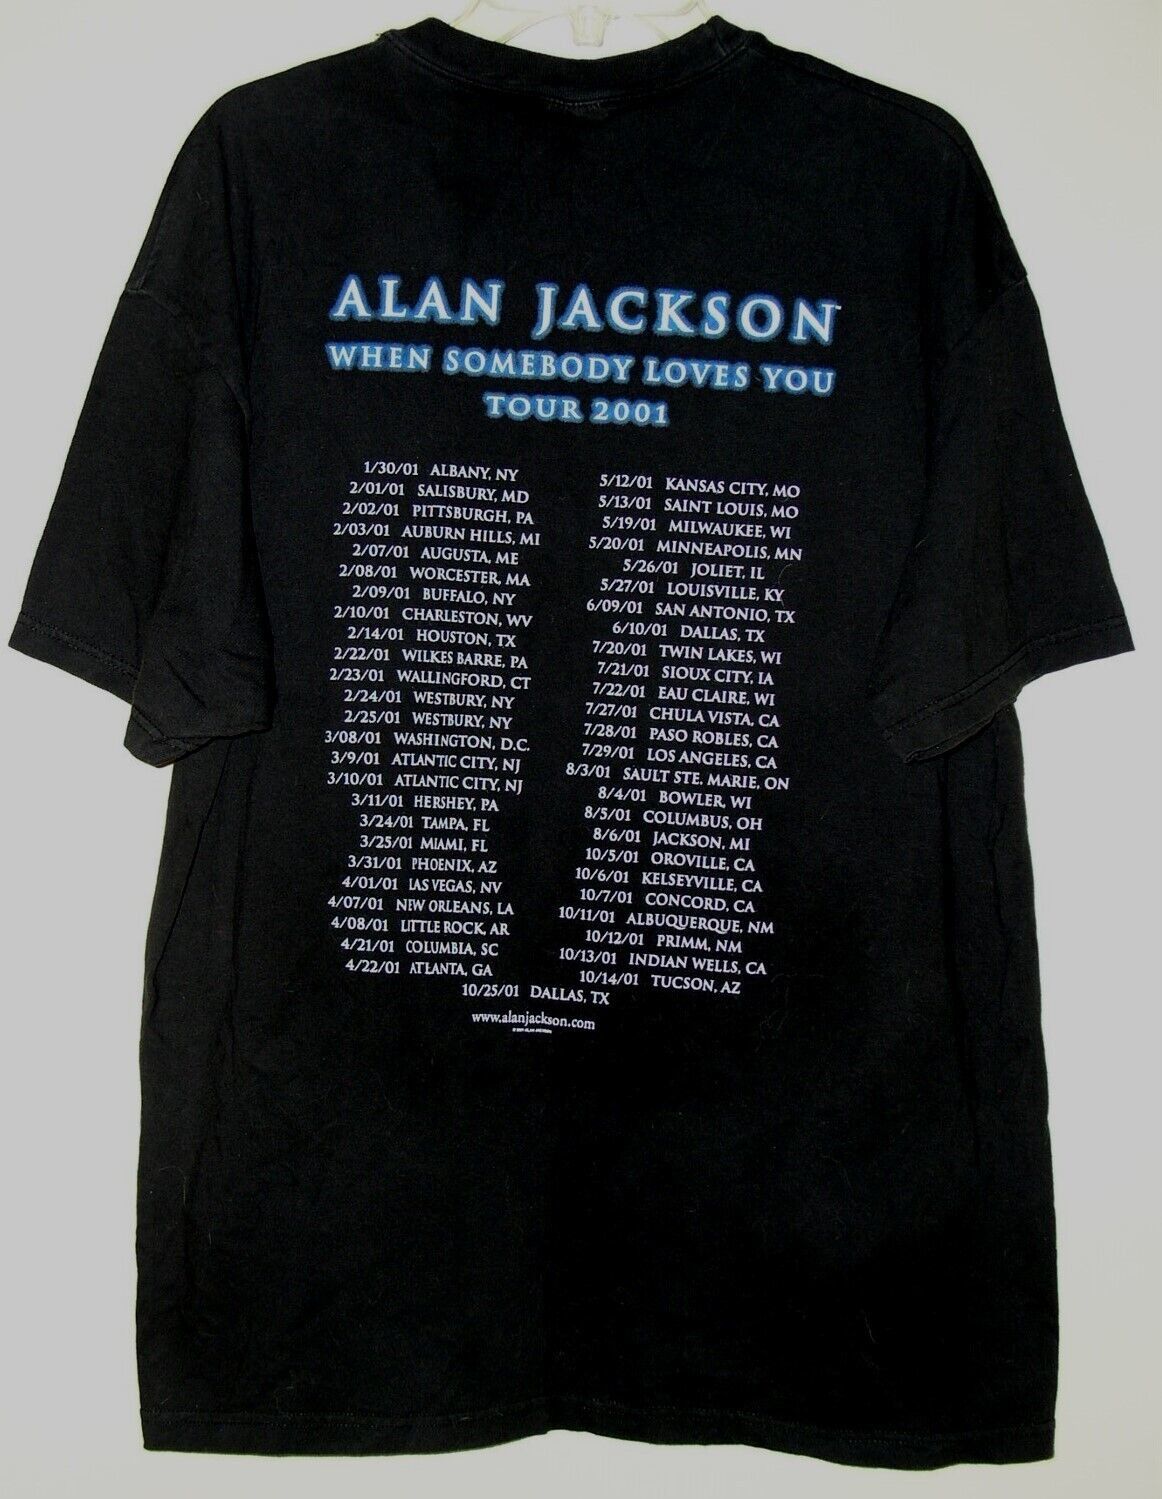 ALAN JACKSON™
WHEN SOMEBODY LOVES YOU
TOUR 2001
1/30/01 ALBANY, NY
2/01/01 SALISBURY, MD
2/02/01 PITTSBURGH, PA
2/03/01 AUBURN HILLS, MI
2/07/01 AUGUSTA, ME
2/08/01 WORCESTER, MA
2/09/01 BUFFALO, NY
2/10/01 CHARLESTON, WV
2/14/01 HOUSTON, TX
2/22/01 WILKES BARRE, PA
2/23/01 WALLINGFORD, CT
2/24/01 WESTBURY, NY
2/25/01 WESTBURY, NY
3/08/01 WASHINGTON, D.C.
3/9/01 ATLANTIC CITY, NJ
3/10/01 ATLANTIC CITY, NJ
3/11/01 HERSHEY, PA
3/24/01 TAMPA, FL
3/25/01 MIAMI, FL
3/31/01 PHOENIX, AZ
4/01/01 LAS VEGAS, NV
4/07/01 NEW ORLEANS, LA
4/08/01 LITTLE ROCK, AR
4/21/01 COLUMBIA, SC
4/22/01 ATLANTA, GA
5/12/01 KANSAS CITY, MO
5/13/01 SAINT LOUIS, MO
5/19/01 MILWAUKEE, WI
5/20/01 MINNEAPOLIS, MN
5/26/01 JOLIET, IL
5/27/01 LOUISVILLE, KY
6/09/01 SAN ANTONIO, TX
6/10/01 DALLAS, TX
7/20/01 TWIN LAKES, WI
7/21/01 SIOUX CITY, IA
7/22/01 EAU CLAIRE, WI
7/27/01 CHULA VISTA, CA
7/28/01 PASO ROBLES, CA
7/29/01 LOS ANGELES, CA
8/3/01 SAULT STE. MARIE, ON
8/4/01 BOWLER, WI
8/5/01 COLUMBUS, OH
8/6/01 JACKSON, MI
10/5/01 OROVILLE, CA
10/6/01 KELSEYVILLE, CA
10/7/01 CONCORD, CA
10/11/01 ALBUQUERQUE, NM
10/12/01 PRIMM, NM
10/13/01 INDIAN WELLS, CA
10/14/01 TUCSON, AZ
10/25/01 DALLAS, TX
www.alanjackson.com
© 2001 ALAN JACKSON